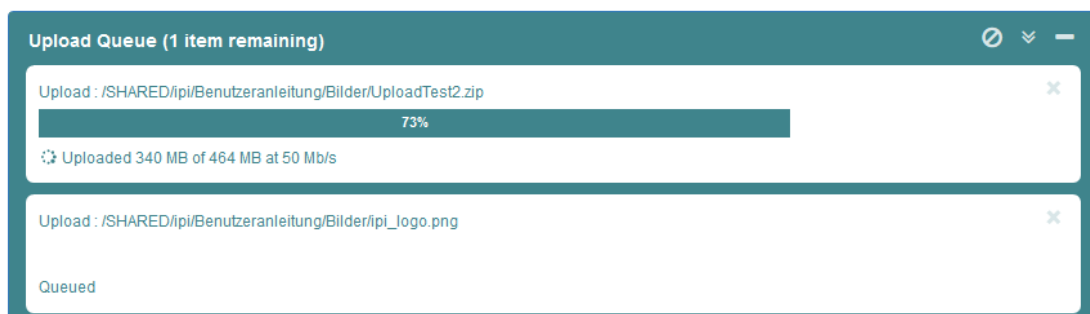 Upload Queue (1 item remaining)
Upload : /SHARED/ipi/Benutzeranleitung/Bilder/UploadTest2.zip
73%
Uploaded 340 MB of 464 MB at 50 Mb/s
Upload : /SHARED/ipi/Benutzeranleitung/Bilder/ipi_logo.png
Queued